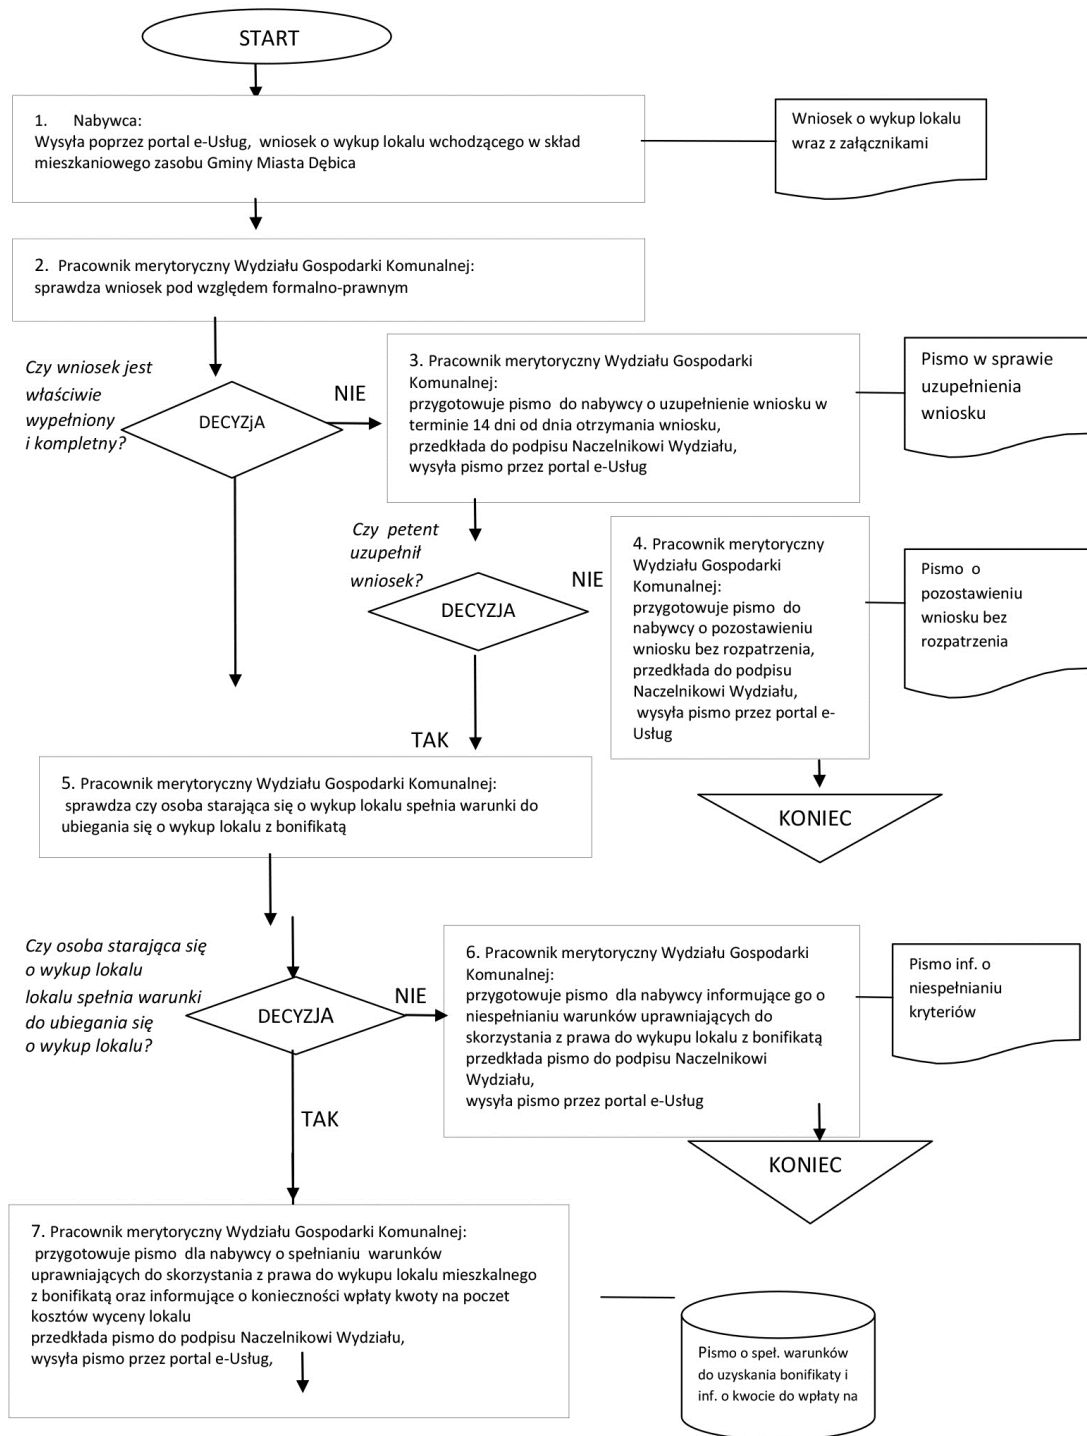 START
1. Nabywca:
Wysyła poprzez portal e-Usług, wniosek o wykup lokalu wchodzącego w skład
mieszkaniowego zasobu Gminy Miasta Dębica
Wniosek o wykup lokalu
wraz z załącznikami
2. Pracownik merytoryczny Wydziału Gospodarki Komunalnej:
sprawdza wniosek pod względem formalno-prawnym
Czy wniosek jest
właściwie
wypełniony
i kompletny?
DECYZjA
NIE
3. Pracownik merytoryczny Wydziału Gospodarki
Komunalnej:
przygotowuje pismo do nabywcy o uzupełnienie wniosku w
terminie 14 dni od dnia otrzymania wniosku,
przedkłada do podpisu Naczelnikowi Wydziału,
wysyła pismo przez portal e-Usług
Pismo w sprawie
uzupełnienia
wniosku
Czy petent
uzupełnił
wniosek?
DECYZJA
NIE
4. Pracownik merytoryczny
Wydziału Gospodarki
Komunalnej:
przygotowuje pismo do
nabywcy o pozostawieniu
wniosku bez rozpatrzenia,
przedkłada do podpisu
Naczelnikowi Wydziału,
wysyła pismo przez portal e-
Usług
Pismo o
pozostawieniu
wniosku bez
rozpatrzenia
TAK
KONIEC
5. Pracownik merytoryczny Wydziału Gospodarki Komunalnej:
sprawdza czy osoba starająca się o wykup lokalu spełnia warunki do
ubiegania się o wykup lokalu z bonifikatą
Czy osoba starająca się
o wykup lokalu
lokalu spełnia warunki
do ubiegania się
o wykup lokalu?
DECYZJA
NIE
6. Pracownik merytoryczny Wydziału Gospodarki
Komunalnej:
przygotowuje pismo dla nabywcy informujące go o
niespełnianiu warunków uprawniających do
skorzystania z prawa do wykupu lokalu z bonifikatą
przedkłada pismo do podpisu Naczelnikowi
Wydziału,
wysyła pismo przez portal e-Usług
Pismo inf. o
niespełnianiu
kryteriów
TAK
KONIEC
7. Pracownik merytoryczny Wydziału Gospodarki Komunalnej:
przygotowuje pismo dla nabywcy o spełnianiu warunków
uprawniających do skorzystania z prawa do wykupu lokalu mieszkalnego
z bonifikatą oraz informujące o konieczności wpłaty kwoty na poczet
kosztów wyceny lokalu
przedkłada pismo do podpisu Naczelnikowi Wydziału,
wysyła pismo przez portal e-Usług,
Pismo o speł. warunków
do uzyskania bonifikaty i
inf. o kwocie do wpłaty na